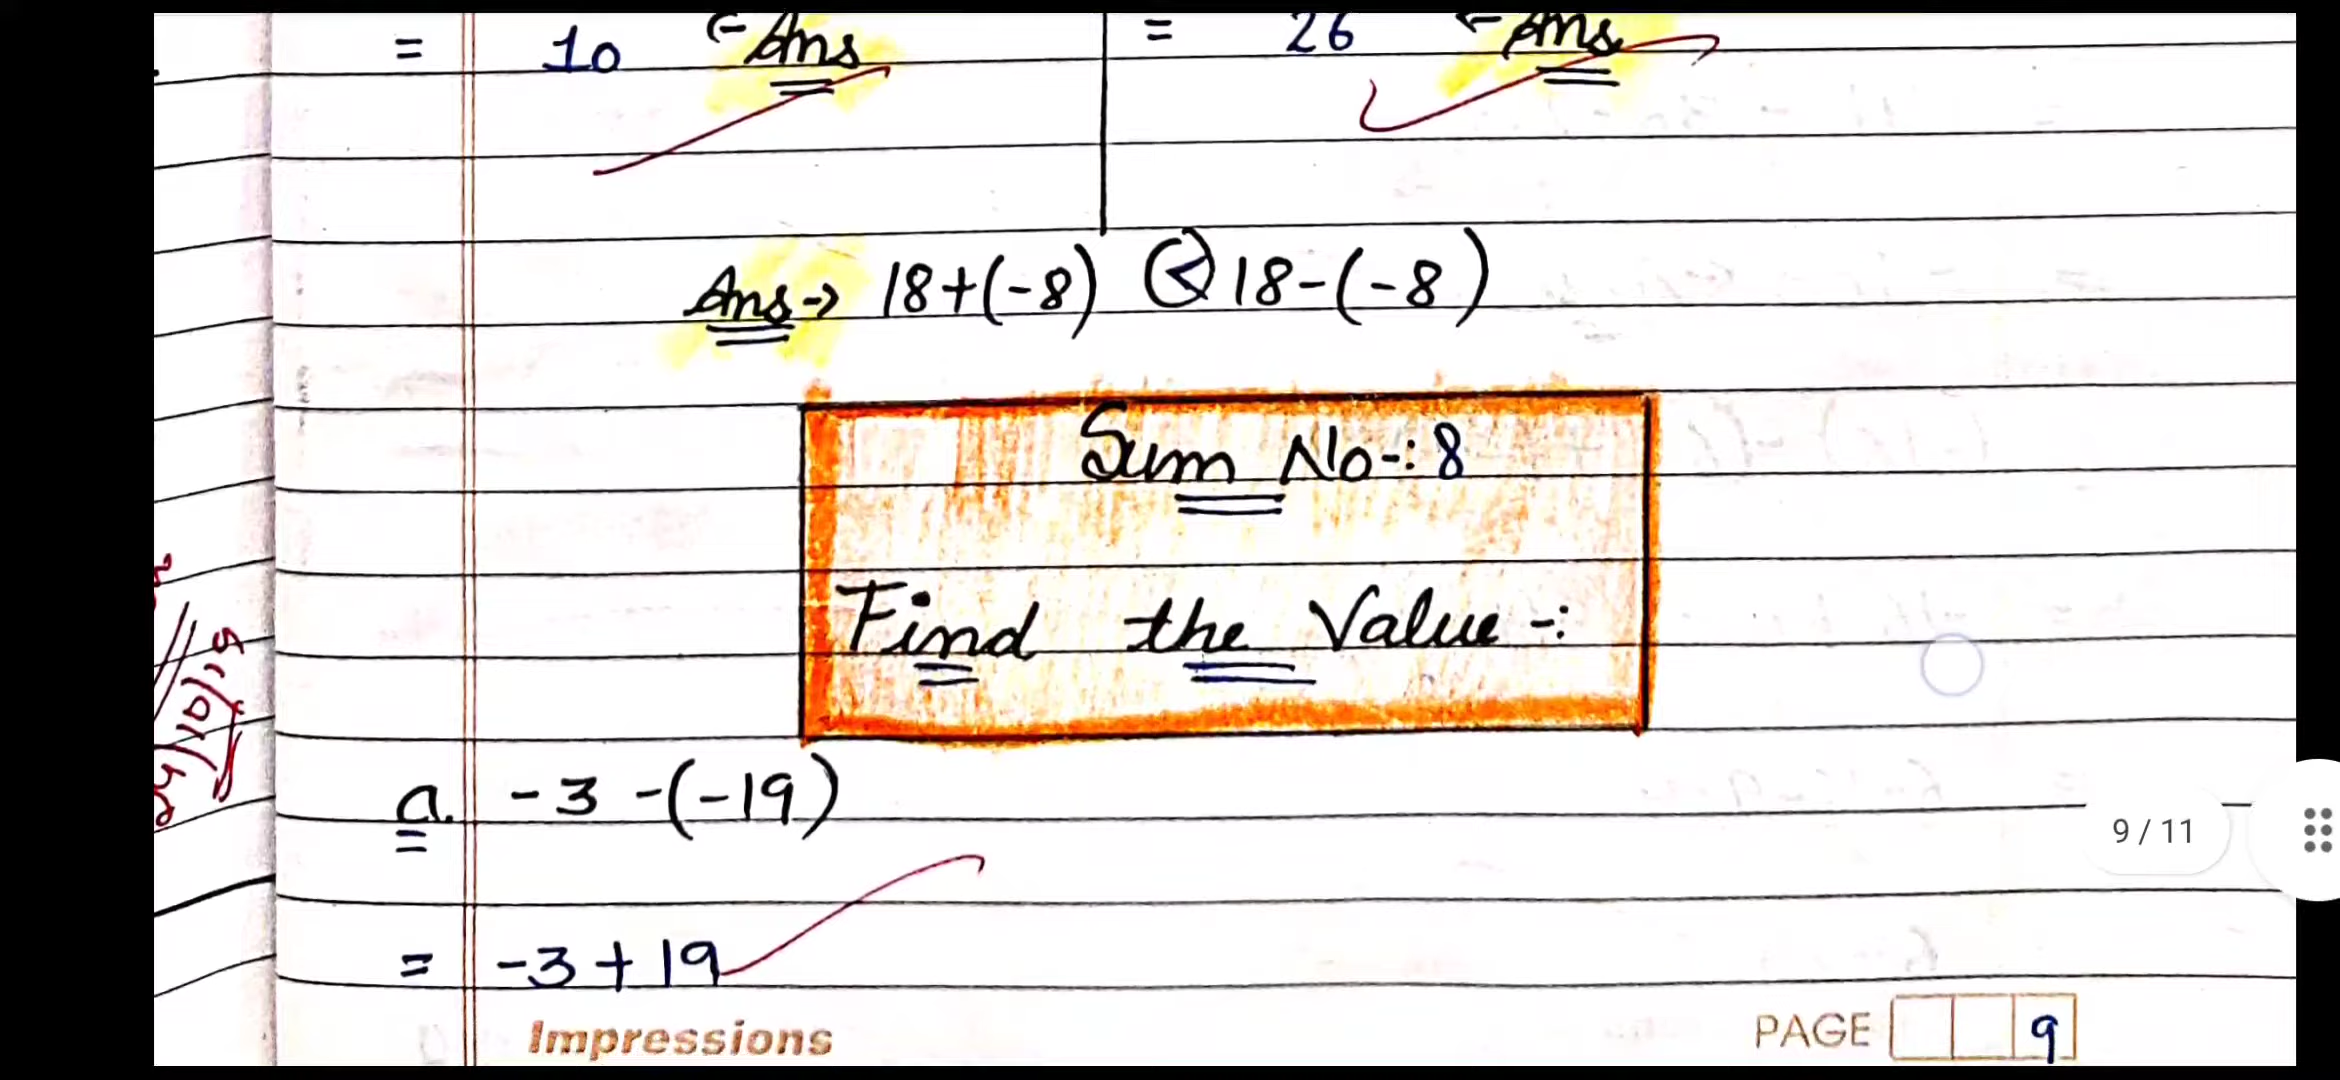 = 10 ← Ans
= 26 ← Ans
Ans → 18+(-8) < 18-(-8)
Sum No-: 8
Find the Value -:
a. -3 -(-19)
= -3 + 19
9 / 11
Impressions
PAGE 9